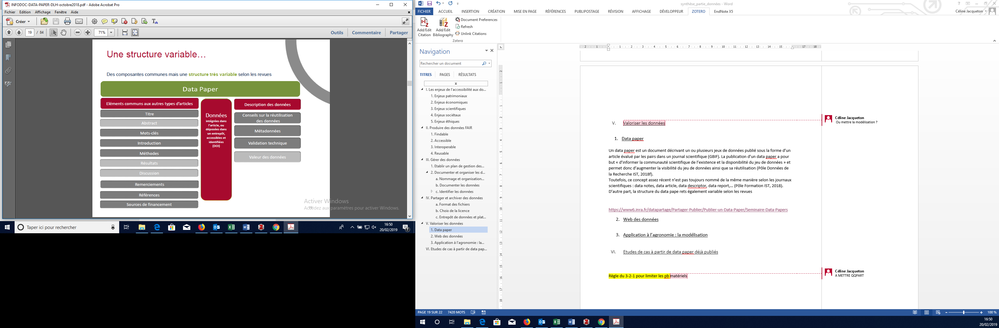 INFODOC-DATA-PAPER-DLH-octobre2018.pdf - Adobe Acrobat Pro
Fichier Edition Affichage Fenêtre Aide
Créer
19 / 84
71%
Outils Commentaire Partager
Une structure variable…
Des composantes communes mais une structure très variable selon les revues
Data Paper
Eléments communs aux autres types d'articles
Titre
Abstract
Mots-clés
Introduction
Méthodes
Résultats
Discussion
Remerciements
Références
Sources de financement
Données
intégrées dans
l'article, ou
déposées dans
un entrepôt,
accessibles et
identifiées
(DOI)
Description des données
Conseils sur la réutilisation
des données
Métadonnées
Validation technique
Valeur des données
Activer Windows
Accédez aux paramètres pour activer Windows.
Taper ici pour rechercher
16:50
20/02/2019
7
synthèse_partie_données - Word
FICHIER ACCUEIL INSERTION CRÉATION MISE EN PAGE RÉFÉRENCES PUBLIPOSTAGE RÉVISION AFFICHAGE DÉVELOPPEUR ZOTERO EndNote X5
Céline Jacqueton
Add/Edit
Citation
Add/Edit
Bibliography
Document Preferences
Refresh
Unlink Citations
Zotero
Navigation
Rechercher un document
TITRES PAGES RÉSULTATS
I. Les enjeux de l'accessibilité aux do...
1. Enjeux patrimoniaux
2. Enjeux économiques
3. Enjeux scientifiques
4. Enjeux sociétaux
5. Enjeux éthiques
II. Produire des données FAIR
1. Findable
2. Accessible
3. Interoperable
4. Reusable
III. Gérer des données
1. Etablir un plan de gestion des...
2. Documenter et organiser les d...
a. Nommage et organisation...
b. Documenter les données
c. Identifier les données
IV. Partager et archiver des données
a. Format des fichiers
b. Choix de la licence
c. Entrepôt de données et plat...
V. Valoriser les données
1. Data paper
2. Web des données
3. Application à l'agronomie : la...
VI. Etudes de cas à partir de data pap...
V. Valoriser les données
1. Data paper
Un data paper est un document décrivant un ou plusieurs jeux de données publié sous la forme d'un
article évalué par les pairs dans un journal scientifique (GBIF). La publication d'un data paper a pour
but « d'informer la communauté scientifique de l'existence et la disponibilité du jeu de données » et
permet donc d'augmenter la visibilité du jeu de données ainsi que sa réutilisation (Pôle Données de
la Recherche IST, 2018f).
Toutefois, ce concept assez récent n'est pas toujours nommé de la même manière selon les journaux
scientifiques : data notes, data article, data descriptor, data report,... (Pôle Formation IST, 2018).
D'autre part, la structure du data pape rets également variable selon les revues
https://www6.inra.fr/datapartage/Partager-Publier/Publier-un-Data-Paper/Seminaire-Data-Papers
2. Web des données
3. Application à l'agronomie : la modélisation
VI. Etudes de cas à partir de data paper déjà publiés
Règle du 3-2-1 pour limiter les pb matériels
Céline Jacqueton
Ou mettre la modélisation ?
Céline Jacqueton
A METTRE QQPART
PAGE 19 SUR 22 7420 MOTS
100 %
16:50
20/02/2019